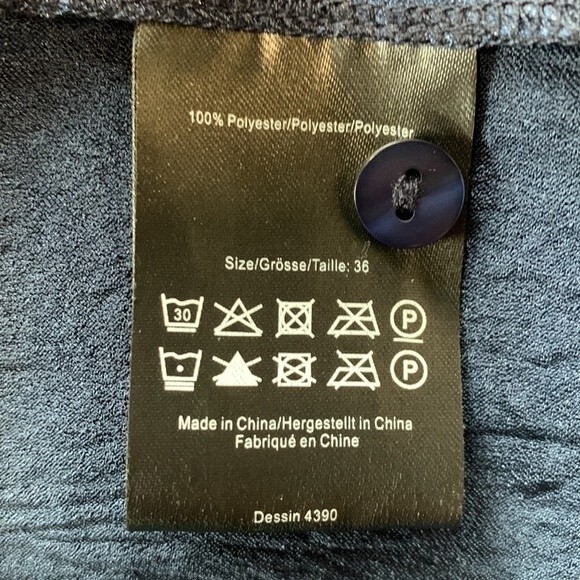 100% Polyester/Polyester/Polyester
Size/Grösse/Taille: 36
30 P
P
Made in China/Hergestellt in China
Fabriqué en Chine
Dessin 4390